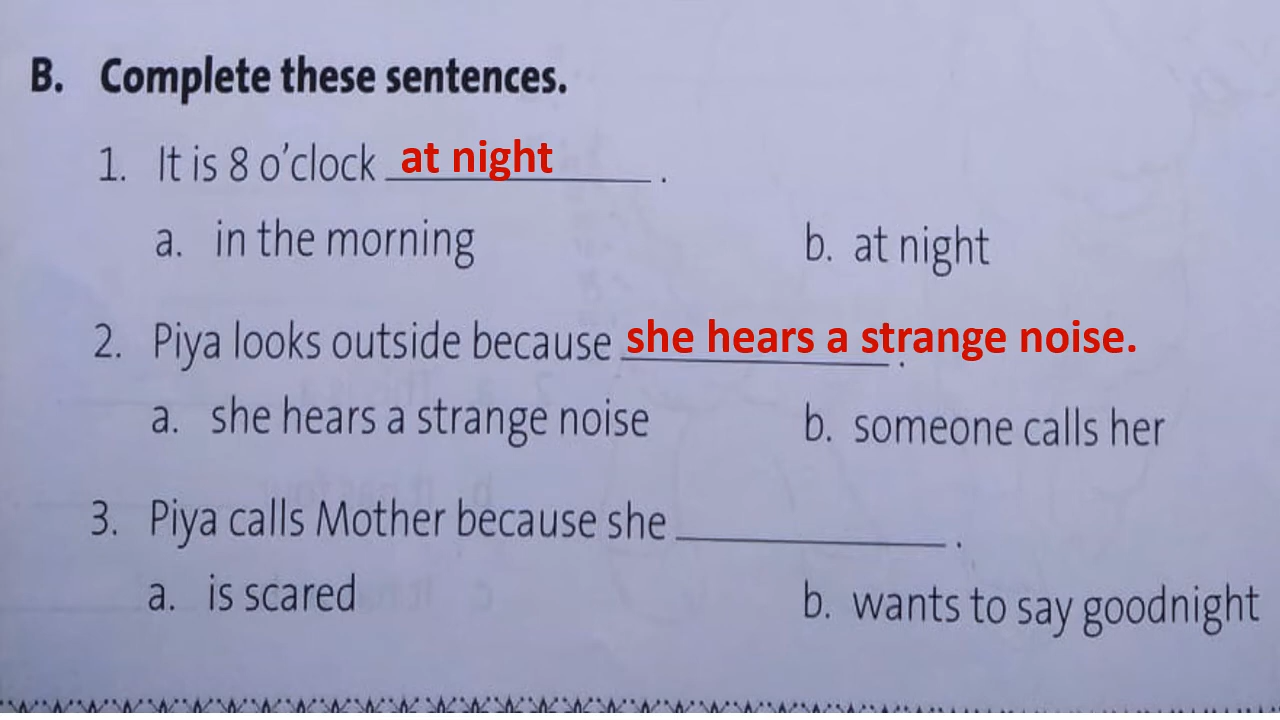 B. Complete these sentences.
1. It is 8 o'clock at night .
a. in the morning b. at night
2. Piya looks outside because she hears a strange noise. .
a. she hears a strange noise b. someone calls her
3. Piya calls Mother because she .
a. is scared b. wants to say goodnight